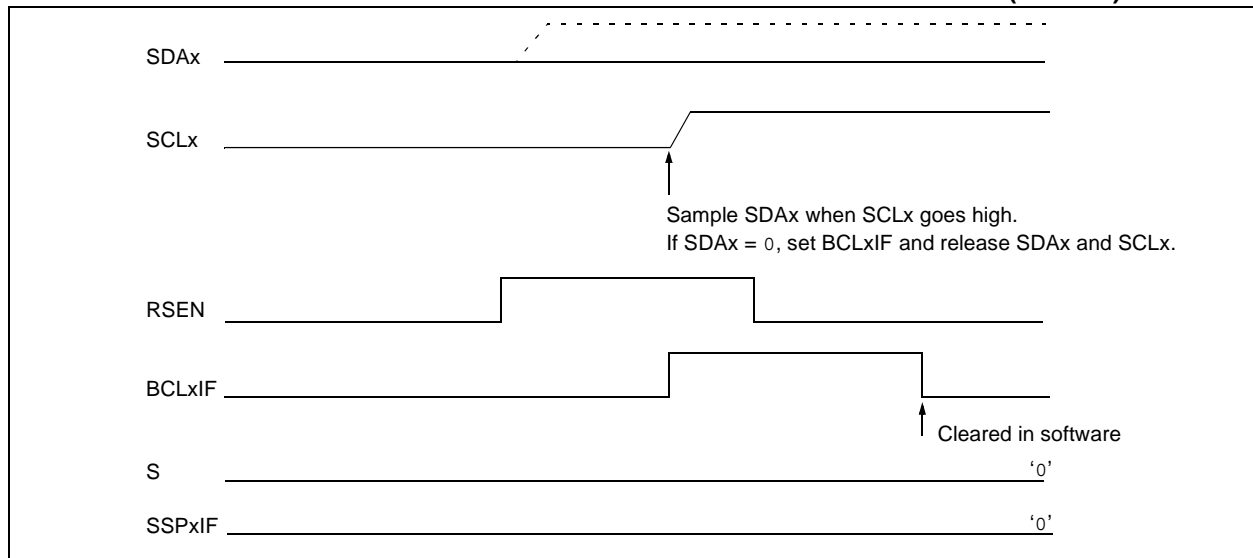 SDAx
SCLx
Sample SDAx when SCLx goes high.
If SDAx = 0, set BCLxIF and release SDAx and SCLx.
RSEN
BCLxIF
Cleared in software
S ‘0’
SSPxIF ‘0’